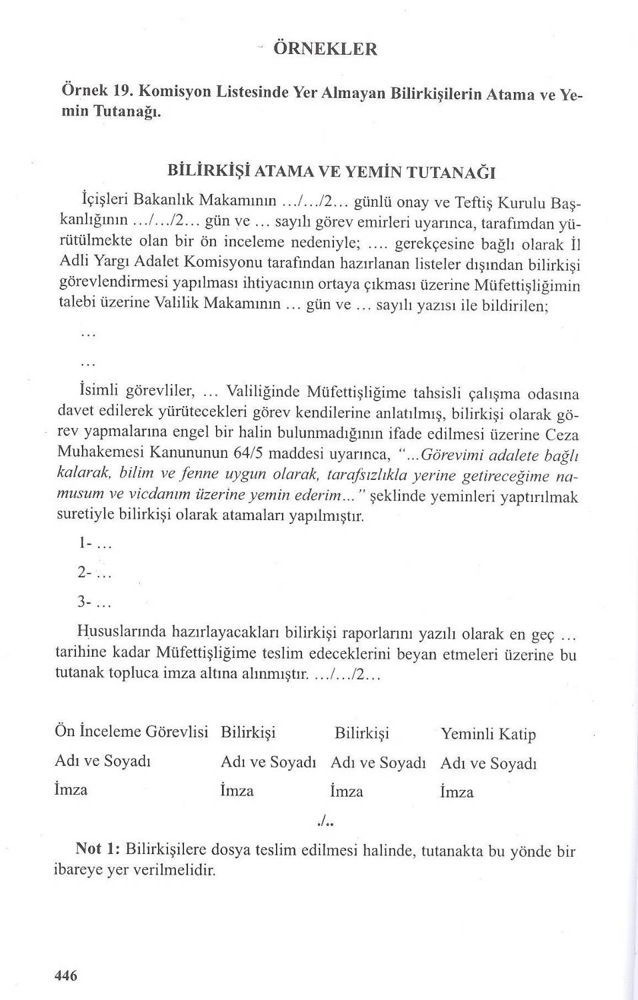 ÖRNEKLER
Örnek 19. Komisyon Listesinde Yer Almayan Bilirkişilerin Atama ve Ye-
min Tutanağı.
BİLİRKİŞİ ATAMA VE YEMİN TUTANAĞI
İçişleri Bakanlık Makamının .../.../2... günlü onay ve Teftiş Kurulu Baş-
kanlığının .../.../2... gün ve ... sayılı görev emirleri uyarınca, tarafımdan yü-
rütülmekte olan bir ön inceleme nedeniyle; .... gerekçesine bağlı olarak İl
Adli Yargı Adalet Komisyonu tarafından hazırlanan listeler dışından bilirkişi
görevlendirmesi yapılması ihtiyacının ortaya çıkması üzerine Müfettişliğimin
talebi üzerine Valilik Makamının ... gün ve ... sayılı yazısı ile bildirilen;
...
...
İsimli görevliler, ... Valiliğinde Müfettişliğime tahsisli çalışma odasına
davet edilerek yürütecekleri görev kendilerine anlatılmış, bilirkişi olarak gö-
rev yapmalarına engel bir halin bulunmadığının ifade edilmesi üzerine Ceza
Muhakemesi Kanununun 64/5 maddesi uyarınca, “...Görevimi adalete bağlı
kalarak, bilim ve fenne uygun olarak, tarafsızlıkla yerine getireceğime na-
musum ve vicdanım üzerine yemin ederim...” şeklinde yeminleri yaptırılmak
suretiyle bilirkişi olarak atamaları yapılmıştır.
1- ...
2- ...
3- ...
Hususlarında hazırlayacakları bilirkişi raporlarını yazılı olarak en geç ...
tarihine kadar Müfettişliğime teslim edeceklerini beyan etmeleri üzerine bu
tutanak topluca imza altına alınmıştır. .../.../2...
Ön İnceleme Görevlisi Bilirkişi Bilirkişi Yeminli Katip
Adı ve Soyadı Adı ve Soyadı Adı ve Soyadı Adı ve Soyadı
İmza İmza İmza İmza
./..
Not 1: Bilirkişilere dosya teslim edilmesi halinde, tutanakta bu yönde bir
ibareye yer verilmelidir.
446